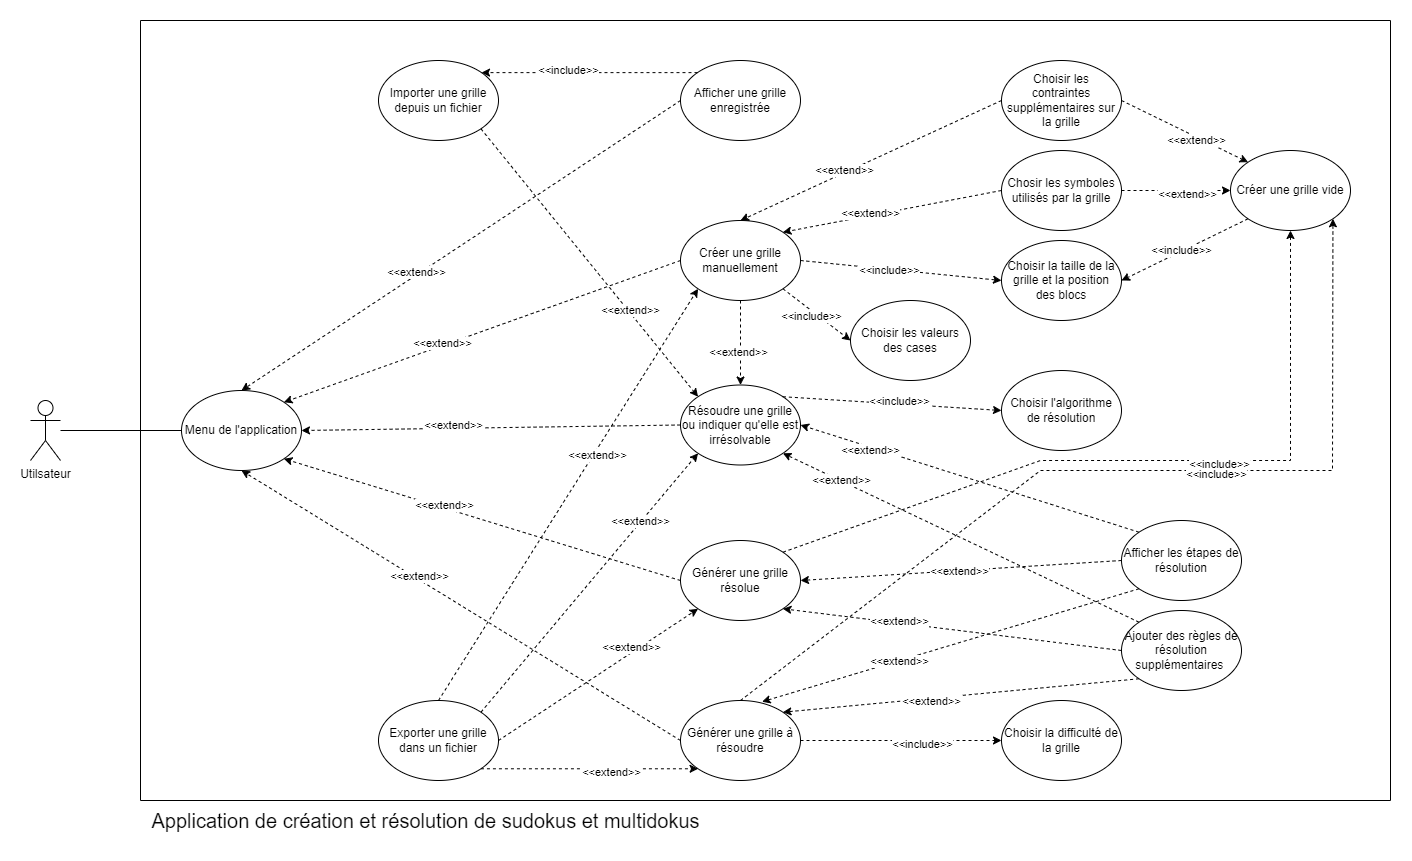 <<include>>
Importer une grille
depuis un fichier
Afficher une grille
enregistrée
Choisir les
contraintes
supplémentaires sur
la grille
<<extend>>
<<extend>>
Chosir les symboles
utilisés par la grille
<<extend>>
Créer une grille vide
<<extend>>
Créer une grille
manuellement
<<include>>
<<include>>
Choisir la taille de la
grille et la position
des blocs
<<extend>>
<<extend>>
<<include>>
Choisir les valeurs
des cases
<<extend>>
<<extend>>
Résoudre une grille
ou indiquer qu'elle est
irrésolvable
<<include>>
Choisir l'algorithme
de résolution
Menu de l'application
<<extend>>
Utilsateur
<<extend>>
<<extend>>
<<include>>
<<include>>
<<extend>>
<<extend>>
<<extend>>
Afficher les étapes de
résolution
Générer une grille
résolue
<<extend>>
<<extend>>
<<extend>>
<<extend>>
Ajouter des règles de
résolution
supplémentaires
<<extend>>
<<extend>>
Exporter une grille
dans un fichier
Générer une grille à
résoudre
<<include>>
Choisir la difficulté de
la grille
<<extend>>
Application de création et résolution de sudokus et multidokus